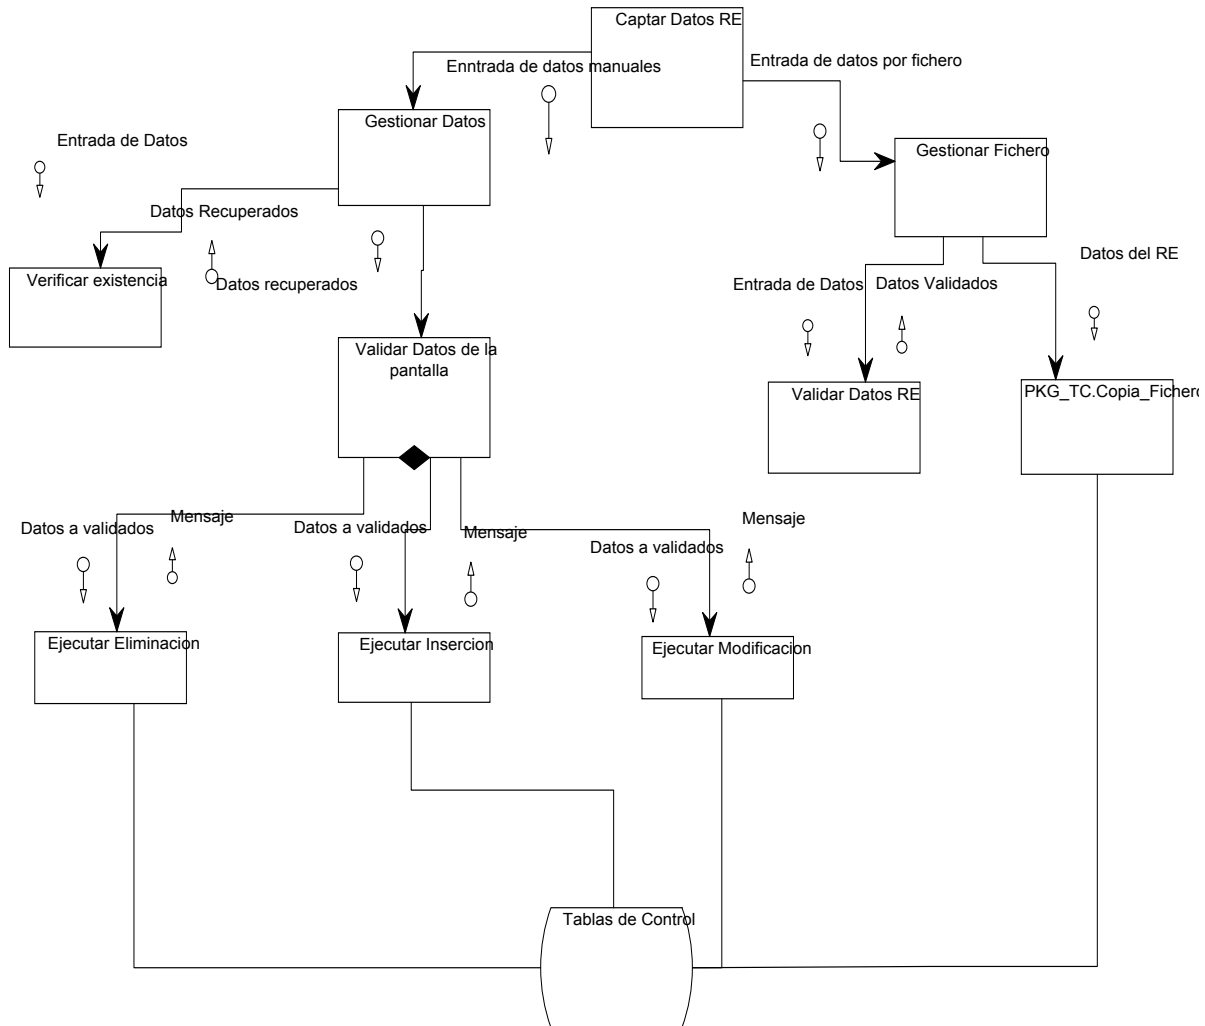 Captar Datos RE
Enntrada de datos manuales
Entrada de datos por fichero
Gestionar Datos
Entrada de Datos
Gestionar Fichero
Datos Recuperados
Datos del RE
Verificar existencia
Datos recuperados
Entrada de Datos
Datos Validados
Validar Datos de la
pantalla
Validar Datos RE
PKG_TC.Copia_Fichero
Datos a validados
Mensaje
Datos a validados
Mensaje
Datos a validados
Mensaje
Ejecutar Eliminacion
Ejecutar Insercion
Ejecutar Modificacion
Tablas de Control